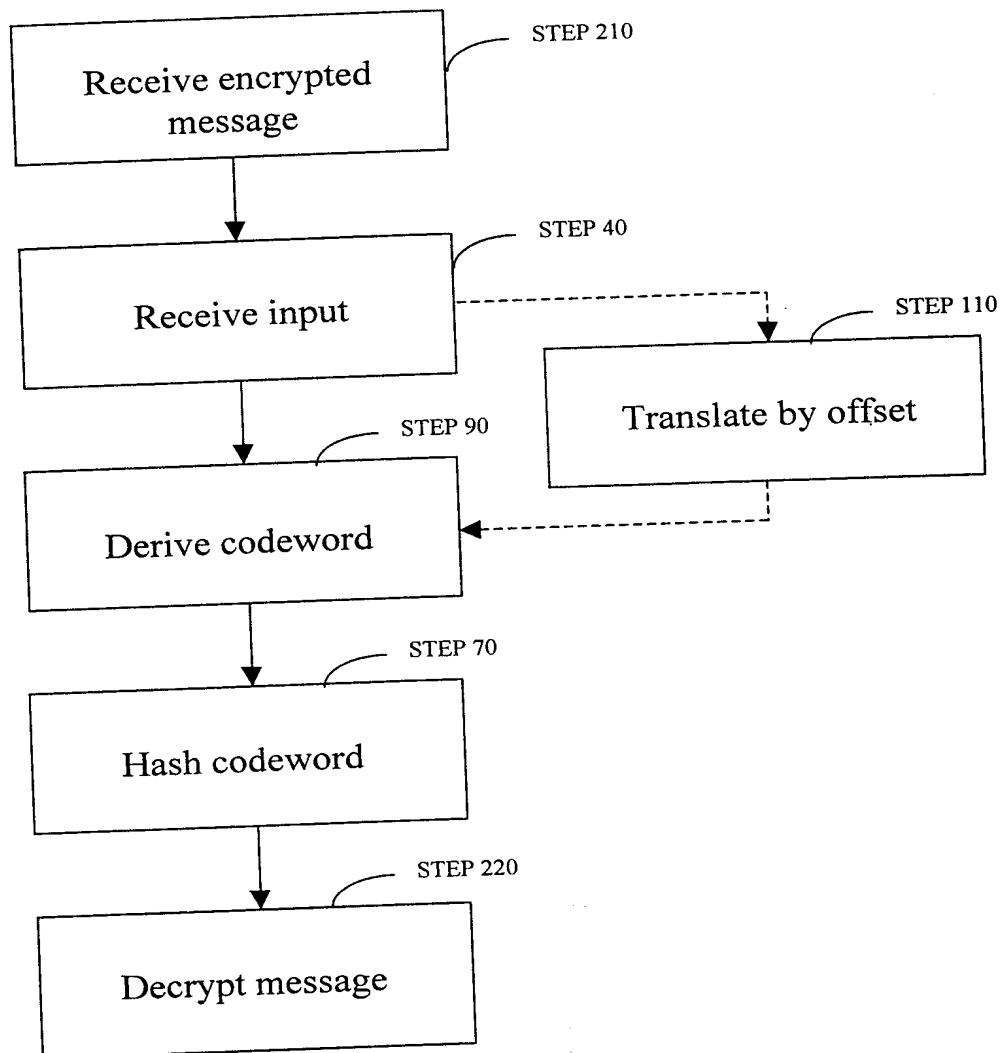 STEP 210
Receive encrypted
message
STEP 40
Receive input
STEP 110
Translate by offset
STEP 90
Derive codeword
STEP 70
Hash codeword
STEP 220
Decrypt message